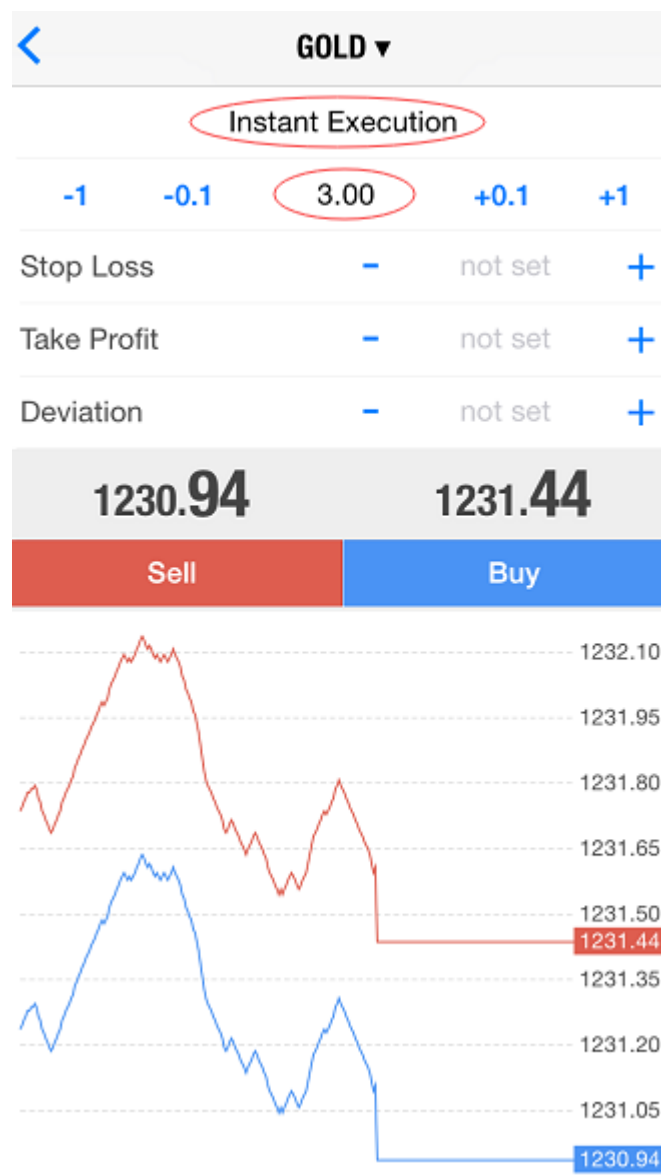 GOLD ▾
Instant Execution
-1 -0.1 3.00 +0.1 +1
Stop Loss - not set +
Take Profit - not set +
Deviation - not set +
1230.94 1231.44
Sell Buy
1232.10
1231.95
1231.80
1231.65
1231.50
1231.44
1231.35
1231.20
1231.05
1230.94